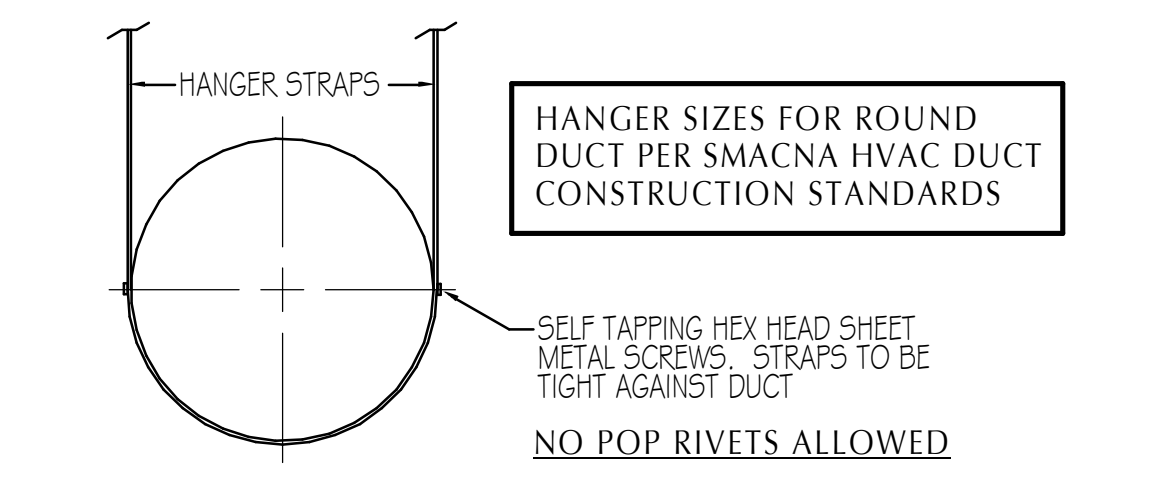 HANGER STRAPS
HANGER SIZES FOR ROUND
DUCT PER SMACNA HVAC DUCT
CONSTRUCTION STANDARDS
SELF TAPPING HEX HEAD SHEET
METAL SCREWS. STRAPS TO BE
TIGHT AGAINST DUCT
NO POP RIVETS ALLOWED